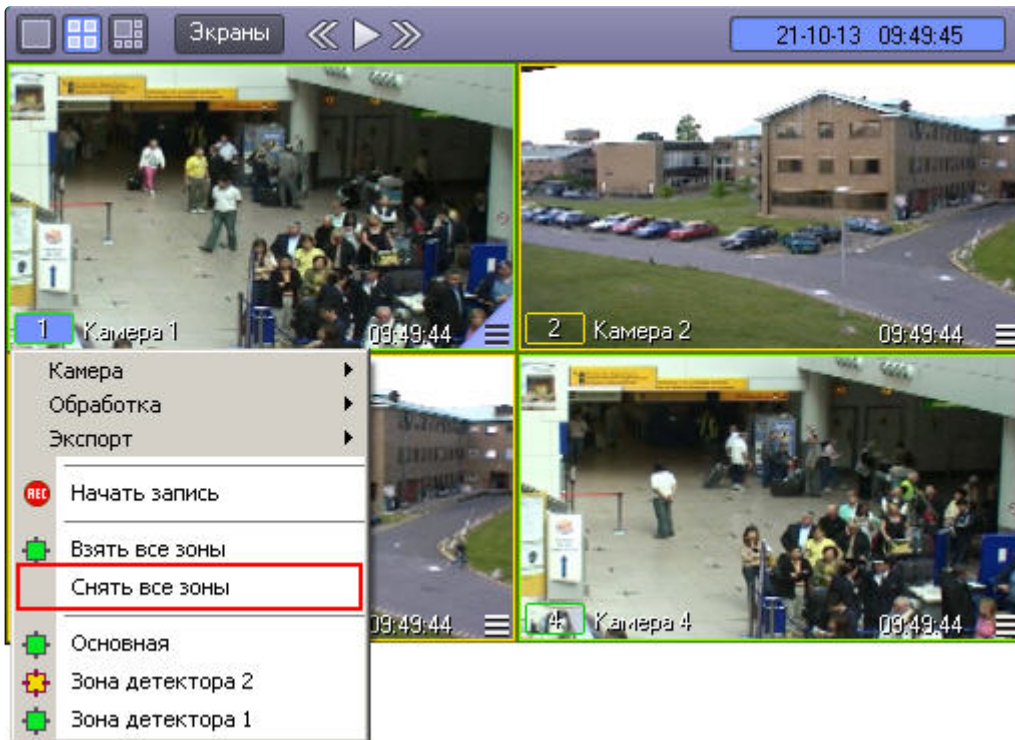 Экраны
21-10-13 09:49:45
1 Камера 1 09:49:44
2 Камера 2 09:49:44
Камера
Обработка
Экспорт
REC Начать запись
Взять все зоны
Снять все зоны
Основная
Зона детектора 2
Зона детектора 1
09:49:44
4 Камера 4 09:49:44